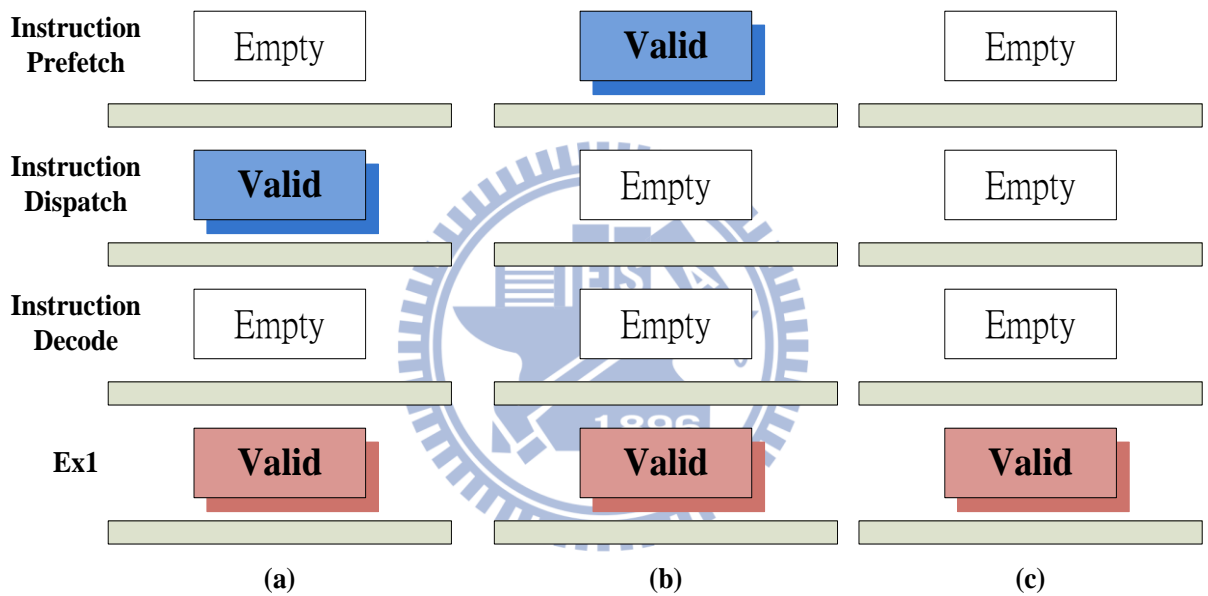 Instruction
Prefetch
Empty
Valid
Empty
Instruction
Dispatch
Valid
Empty
Empty
Instruction
Decode
Empty
Empty
Empty
Ex1
Valid
Valid
Valid
(a)
(b)
(c)
E S A
1896